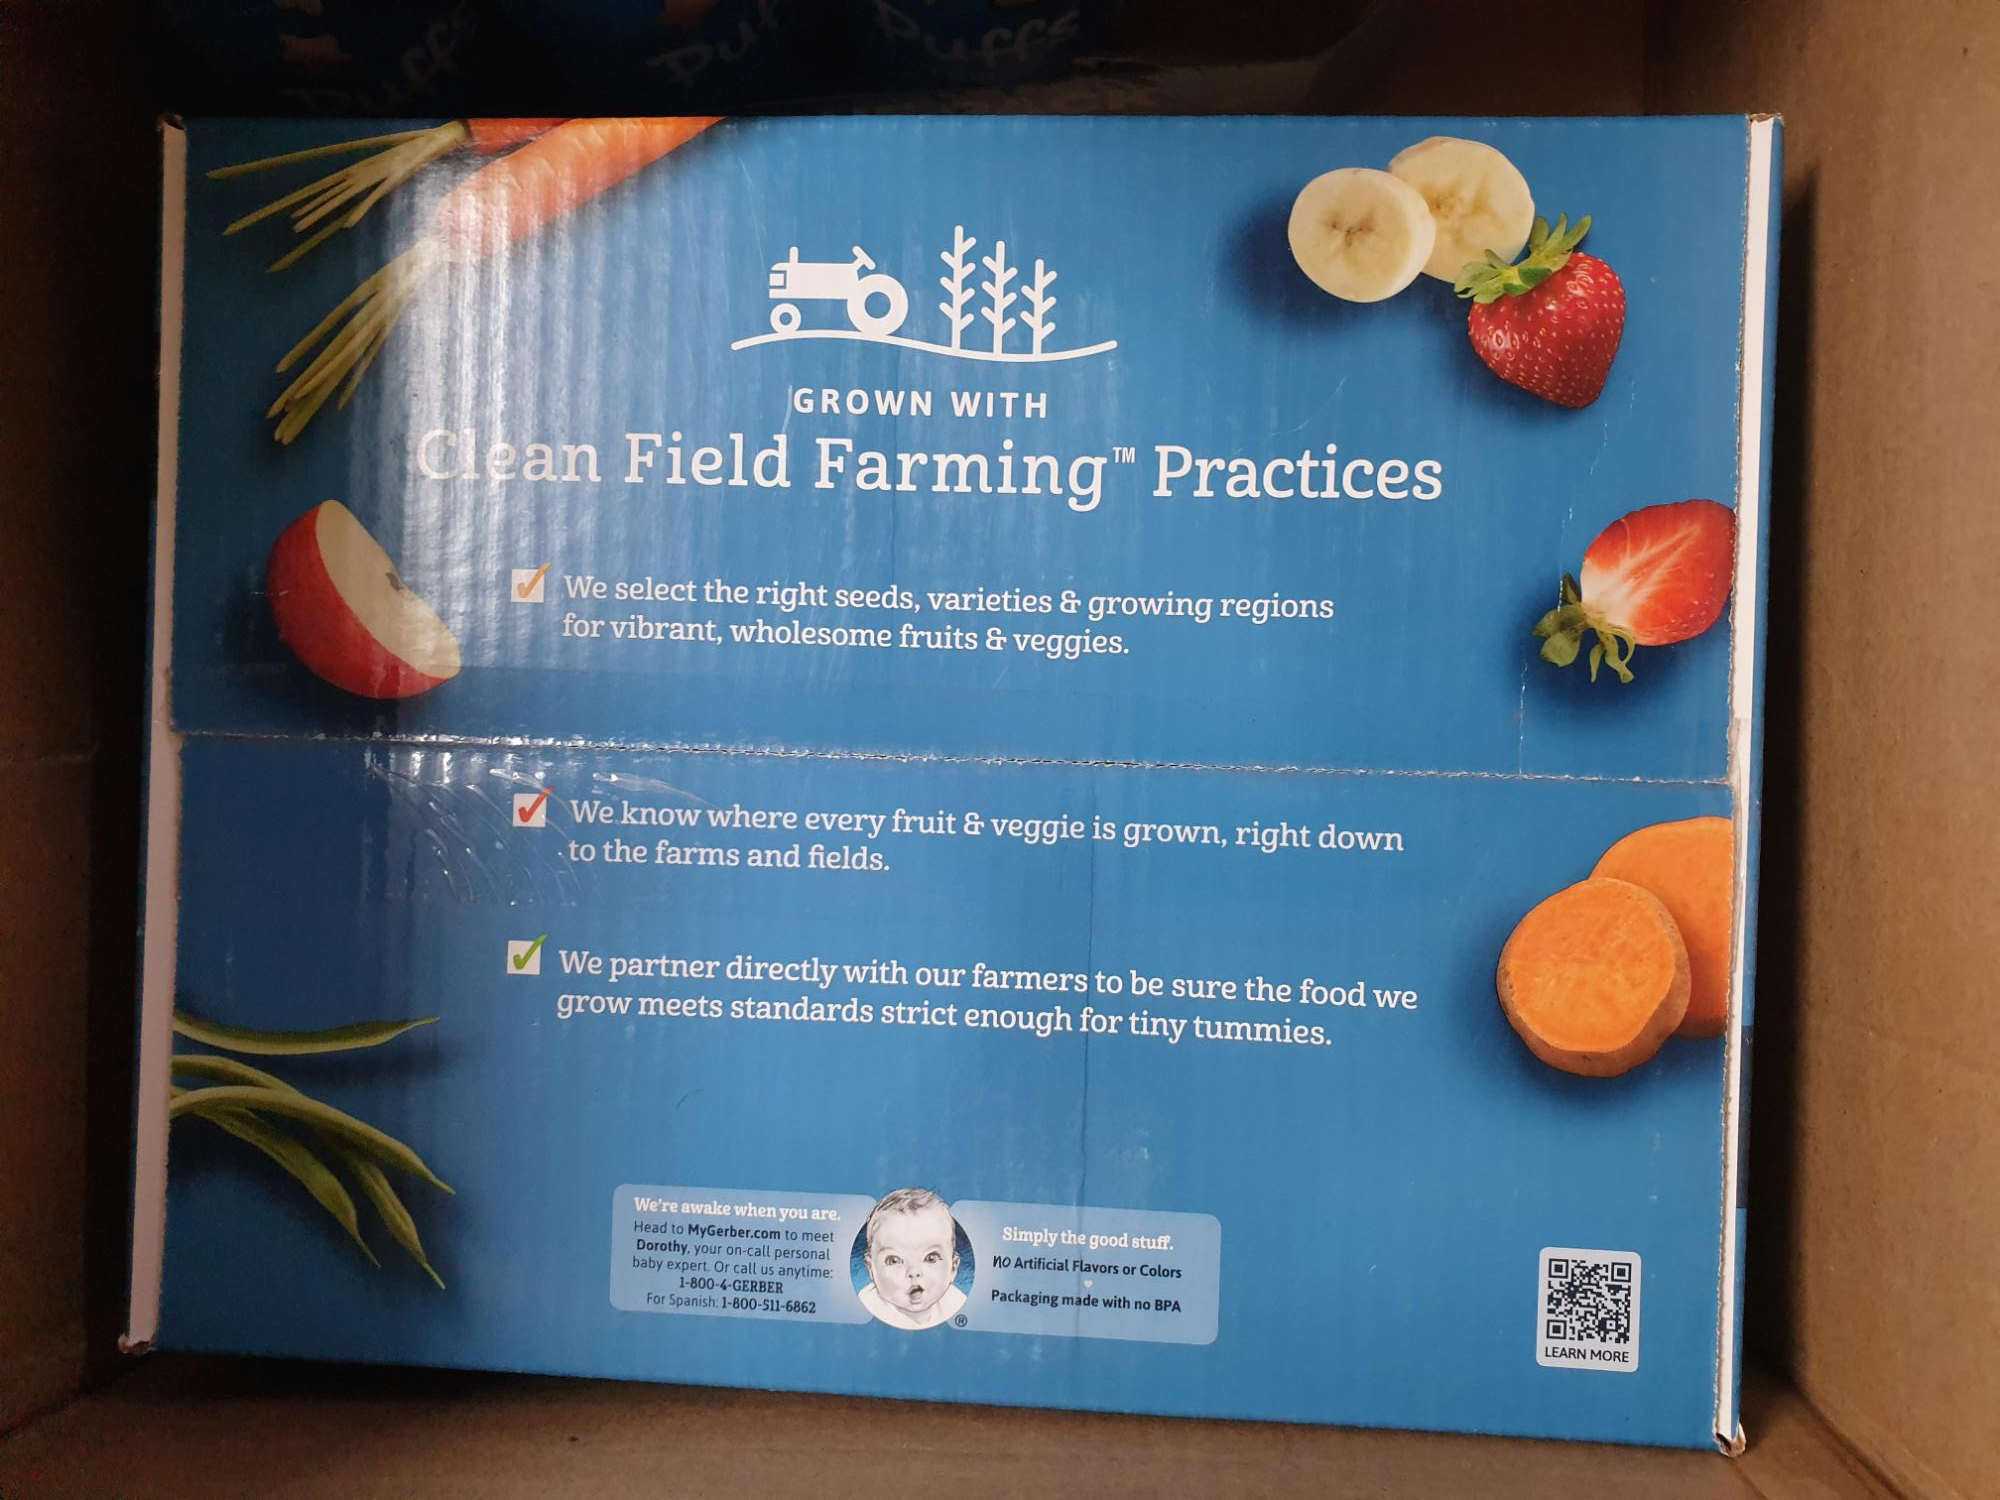 Puffs
Puffs
Puffs
GROWN WITH
Clean Field Farming™ Practices
We select the right seeds, varieties & growing regions
for vibrant, wholesome fruits & veggies.
We know where every fruit & veggie is grown, right down
to the farms and fields.
We partner directly with our farmers to be sure the food we
grow meets standards strict enough for tiny tummies.
We're awake when you are.
Head to MyGerber.com to meet
Dorothy, your on-call personal
baby expert. Or call us anytime:
1-800-4-GERBER
For Spanish: 1-800-511-6862
®
Simply the good stuff.
no Artificial Flavors or Colors
Packaging made with no BPA
LEARN MORE